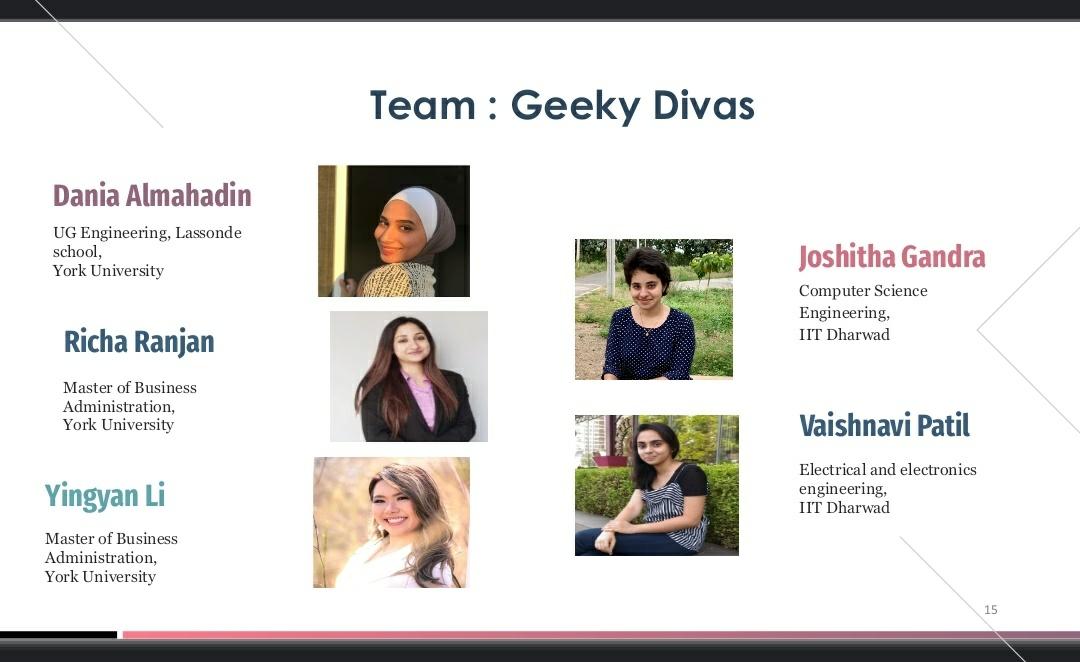 Team : Geeky Divas
Dania Almahadin
UG Engineering, Lassonde
school,
York University
Richa Ranjan
Master of Business
Administration,
York University
Yingyan Li
Master of Business
Administration,
York University
Joshitha Gandra
Computer Science
Engineering,
IIT Dharwad
Vaishnavi Patil
Electrical and electronics
engineering,
IIT Dharwad
15